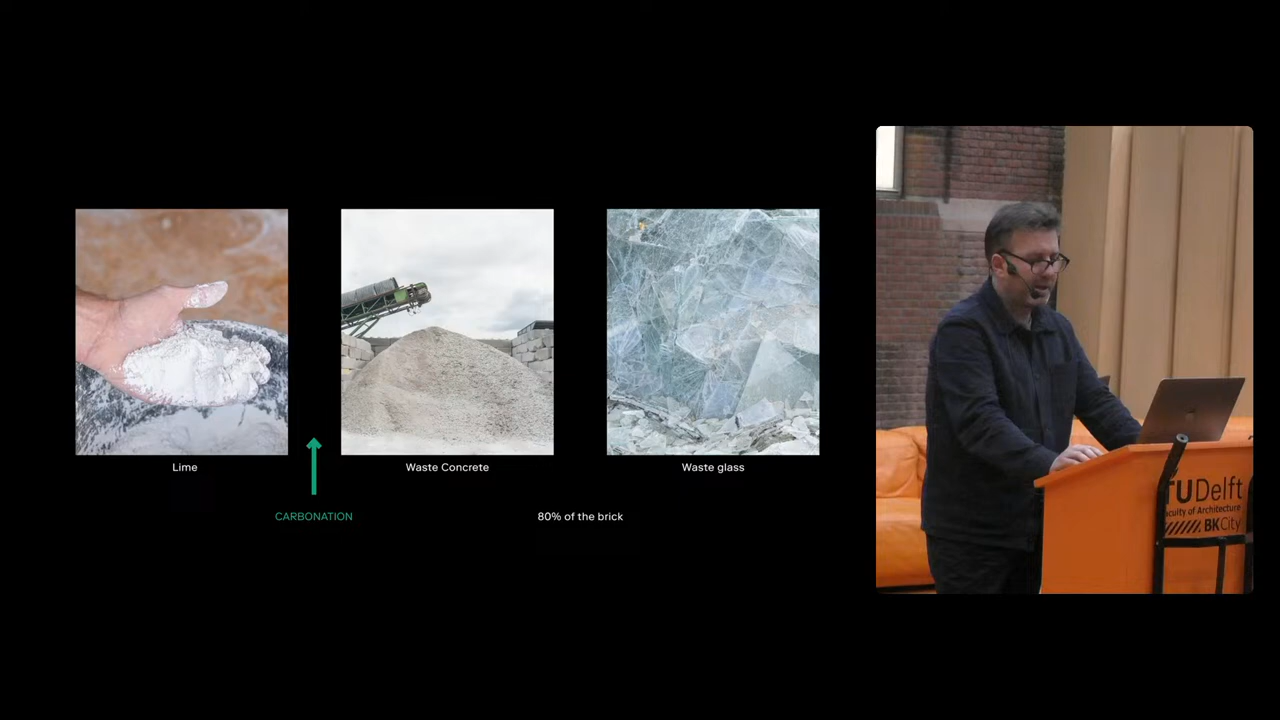 Lime
Waste Concrete
Waste glass
CARBONATION
80% of the brick
TUDelft
aculty of Architecture
BKCity